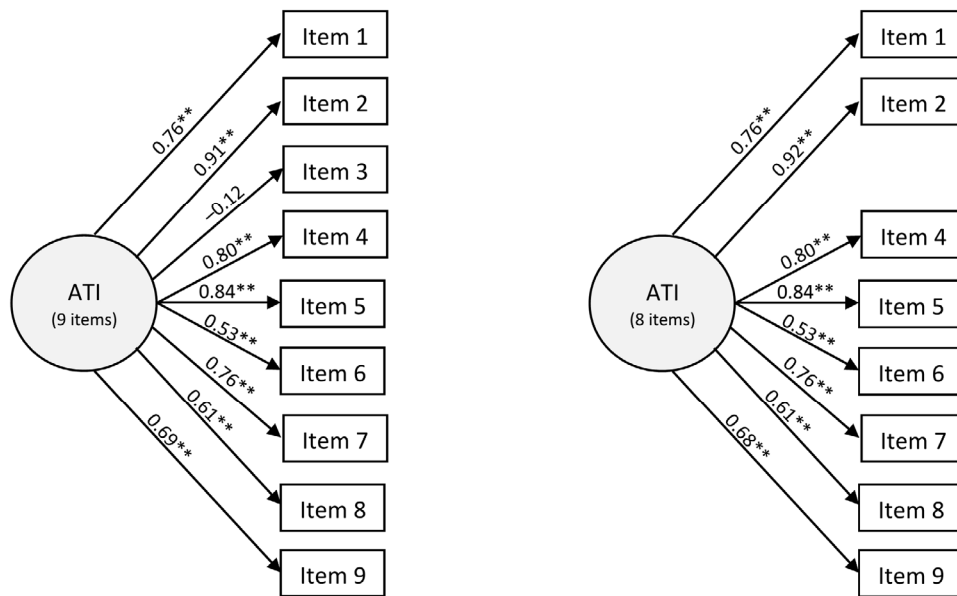 Item 1
0.76**
Item 2
0.91**
Item 3
–0.12
Item 4
0.80**
ATI
(9 items)
0.84**
Item 5
0.53**
Item 6
0.76**
Item 7
0.61**
Item 8
0.69**
Item 9
Item 1
0.76**
Item 2
0.92**
Item 4
0.80**
ATI
(8 items)
0.84**
Item 5
0.53**
Item 6
0.76**
Item 7
0.61**
Item 8
0.68**
Item 9